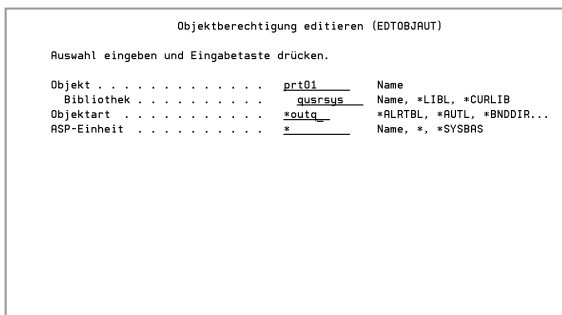 Objektberechtigung editieren (EDTOBJAUT)
Auswahl eingeben und Eingabetaste drücken.
Objekt . . . . . . . . . . . . . prt01 Name
Bibliothek . . . . . . . . . . qusrsys Name, *LIBL, *CURLIB
Objektart . . . . . . . . . . . *outq_ *ALRTBL, *AUTL, *BNDDIR...
ASP-Einheit . . . . . . . . . . * Name, *, *SYSBAS